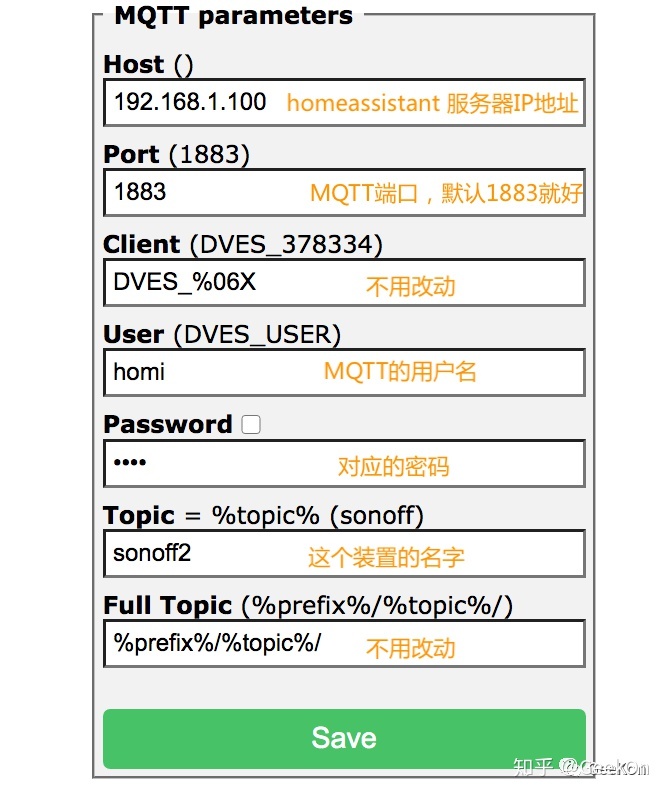 MQTT parameters
Host ()
192.168.1.100 homeassistant 服务器IP地址
Port (1883)
1883 MQTT端口，默认1883就好
Client (DVES_378334)
DVES_%06X 不用改动
User (DVES_USER)
homi MQTT的用户名
Password
•••• 对应的密码
Topic = %topic% (sonoff)
sonoff2 这个装置的名字
Full Topic (%prefix%/%topic%/)
%prefix%/%topic%/ 不用改动
Save
知乎 @GeekOn